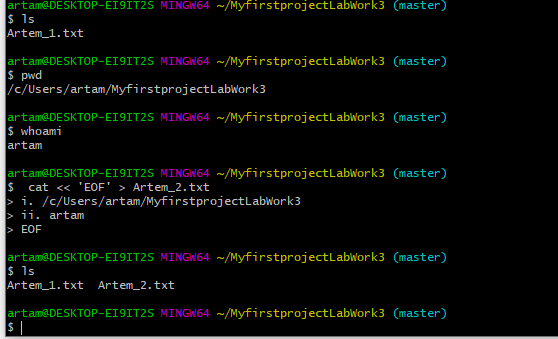 artam@DESKTOP-EI9IT2S MINGW64 ~/MyfirstprojectLabWork3 (master)
$ ls
Artem_1.txt
artam@DESKTOP-EI9IT2S MINGW64 ~/MyfirstprojectLabWork3 (master)
$ pwd
/c/Users/artam/MyfirstprojectLabWork3
artam@DESKTOP-EI9IT2S MINGW64 ~/MyfirstprojectLabWork3 (master)
$ whoami
artam
artam@DESKTOP-EI9IT2S MINGW64 ~/MyfirstprojectLabWork3 (master)
$  cat << 'EOF' > Artem_2.txt
> i. /c/Users/artam/MyfirstprojectLabWork3
> ii. artam
> EOF
artam@DESKTOP-EI9IT2S MINGW64 ~/MyfirstprojectLabWork3 (master)
$ ls
Artem_1.txt  Artem_2.txt
artam@DESKTOP-EI9IT2S MINGW64 ~/MyfirstprojectLabWork3 (master)
$